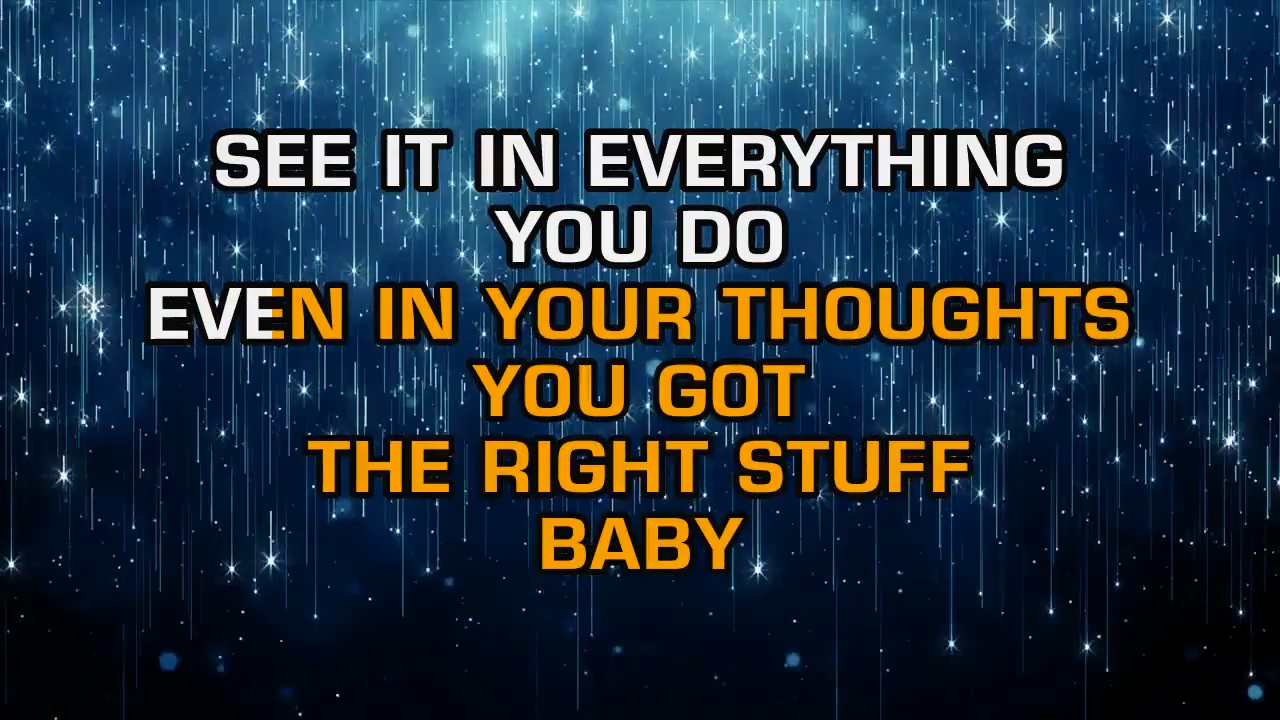 SEE IT IN EVERYTHING
YOU DO
EVEN IN YOUR THOUGHTS
YOU GOT
THE RIGHT STUFF
BABY